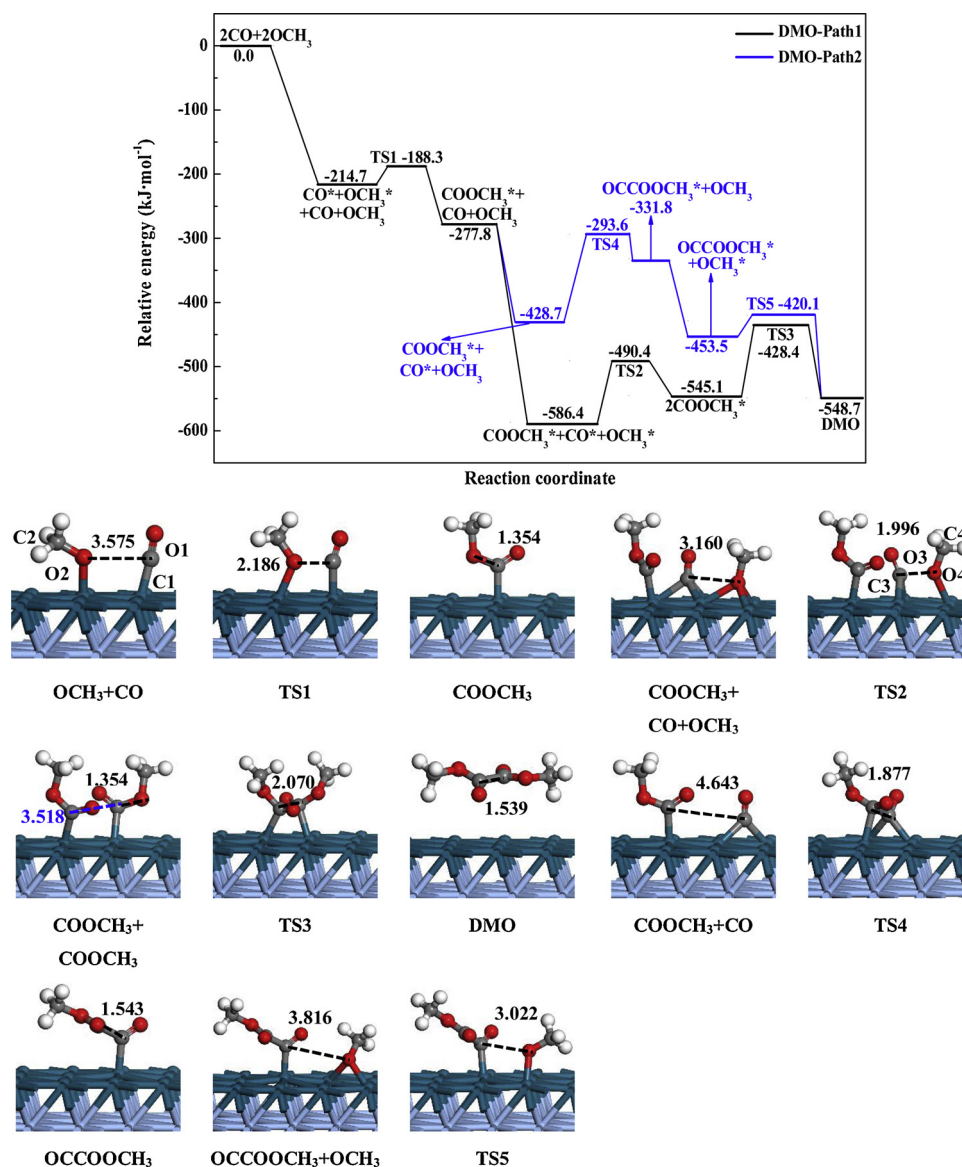 2CO+2OCH₃
0.0
DMO-Path1
DMO-Path2
0
-100
-200
-300
-400
-500
-600
Relative energy (kJ·mol⁻¹)
TS1 -188.3
-214.7
CO*+OCH₃*
+CO+OCH₃
COOCH₃*+
CO+OCH₃
-277.8
OCCOOCH₃*+OCH₃
-331.8
-293.6
TS4
OCCOOCH₃*
+OCH₃*
-428.7
COOCH₃*+
CO*+OCH₃
-453.5
TS5 -420.1
TS3
-428.4
-490.4
TS2
-545.1
2COOCH₃*
-548.7
DMO
-586.4
COOCH₃*+CO*+OCH₃*
Reaction coordinate
C2
3.575
O1
O2
C1
2.186
1.354
3.160
1.996
C4
O3
C3
O4
OCH₃+CO
TS1
COOCH₃
COOCH₃+
CO+OCH₃
TS2
1.354
3.518
2.070
1.539
4.643
1.877
COOCH₃+
COOCH₃
TS3
DMO
COOCH₃+CO
TS4
1.543
3.816
3.022
OCCOOCH₃
OCCOOCH₃+OCH₃
TS5